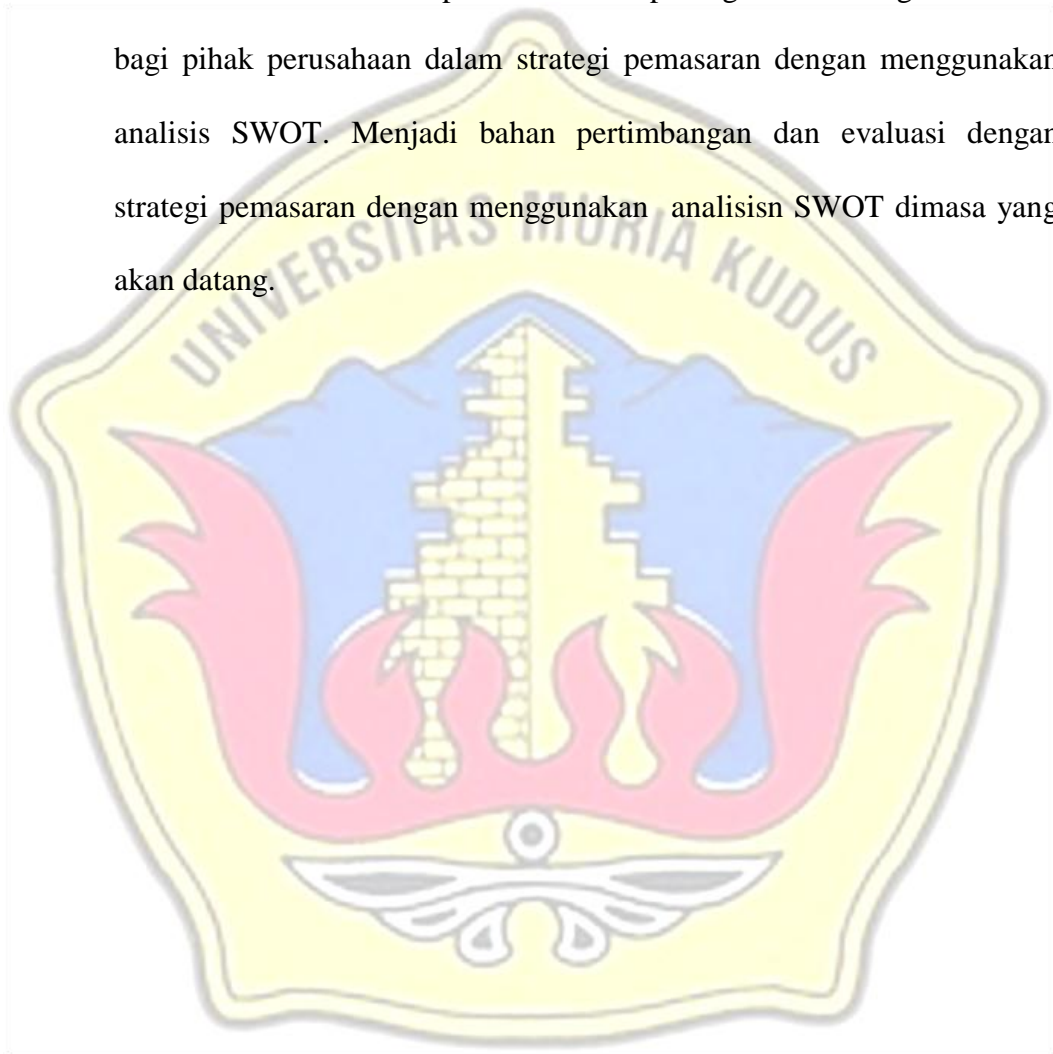 bagi pihak perusahaan dalam strategi pemasaran dengan menggunakan
analisis SWOT. Menjadi bahan pertimbangan dan evaluasi dengan
strategi pemasaran dengan menggunakan analisisn SWOT dimasa yang
akan datang.
UNIVERSITAS MURIA KUDUS